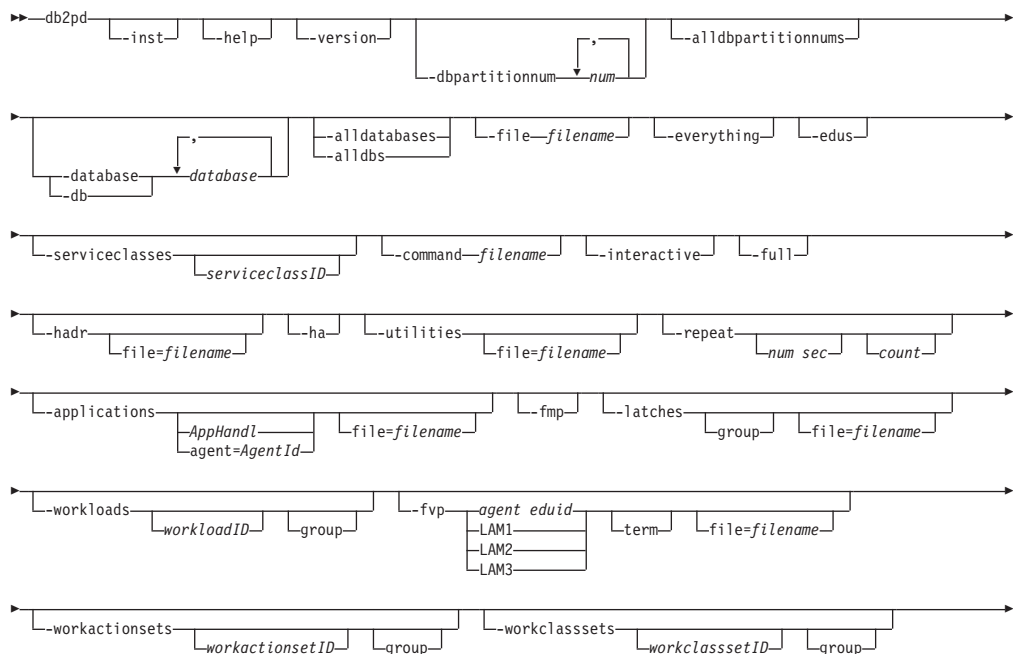 db2pd
-inst -help -version -alldbpartitionnums
,
-dbpartitionnum num
-alldatabases -file filename -everything -edus
, -alldbs
-database database
-db
-serviceclasses -command filename -interactive -full
serviceclassID
-hadr -ha -utilities -repeat
file=filename file=filename num sec count
-applications -fmp -latches
AppHandl file=filename group file=filename
agent=AgentId
-workloads -fvp agent eduid
workloadID group LAM1 term file=filename
LAM2
LAM3
-workactionsets -workclasssets
workactionsetID group workclasssetID group